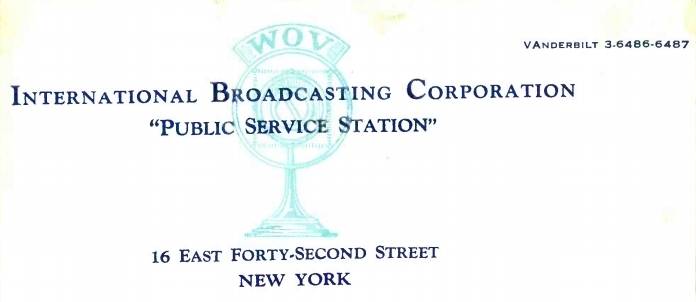 WOV
VANDERBILT 3-6486-6487
INTERNATIONAL BROADCASTING CORPORATION
"PUBLIC SERVICE STATION"
16 EAST FORTY-SECOND STREET
NEW YORK